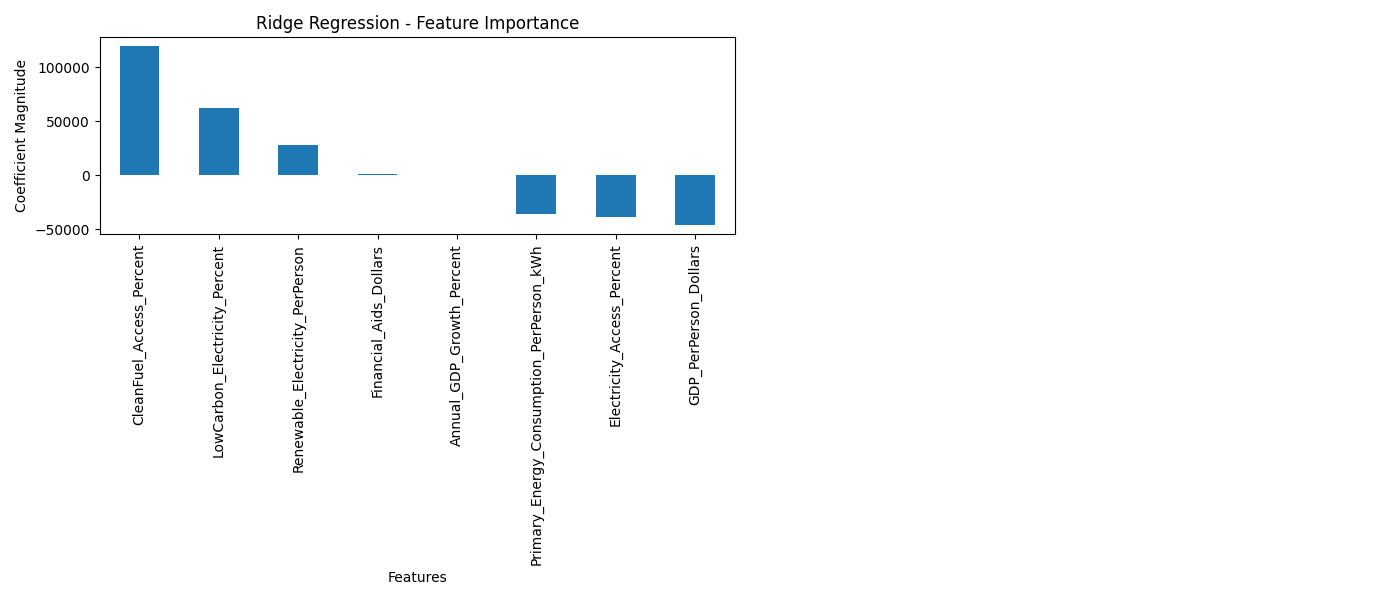 Ridge Regression - Feature Importance
Coefficient Magnitude
100000
50000
0
−50000
CleanFuel_Access_Percent
LowCarbon_Electricity_Percent
Renewable_Electricity_PerPerson
Financial_Aids_Dollars
Annual_GDP_Growth_Percent
Primary_Energy_Consumption_PerPerson_kWh
Electricity_Access_Percent
GDP_PerPerson_Dollars
Features